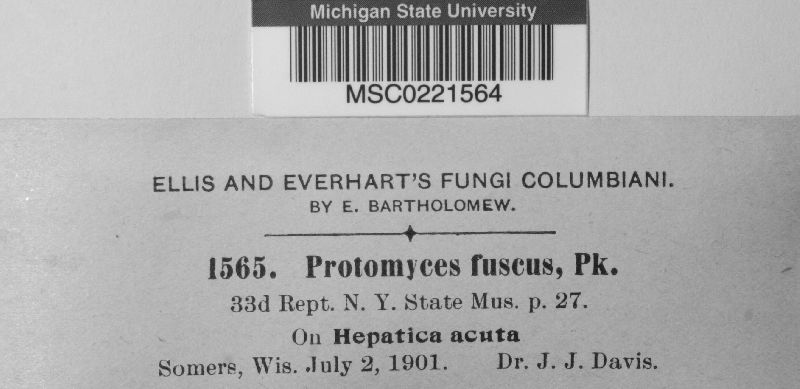 Michigan State University
MSC0221564
ELLIS AND EVERHART'S FUNGI COLUMBIANI.
BY E. BARTHOLOMEW.
1565. Protomyces fuscus, Pk.
33d Rept. N. Y. State Mus. p. 27.
On Hepatica acuta
Somers, Wis. July 2, 1901. Dr. J. J. Davis.